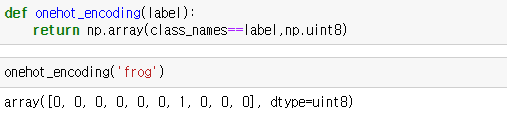 def onehot_encoding(label):
    return np.array(class_names==label,np.uint8)
onehot_encoding('frog')
array([0, 0, 0, 0, 0, 0, 1, 0, 0, 0], dtype=uint8)